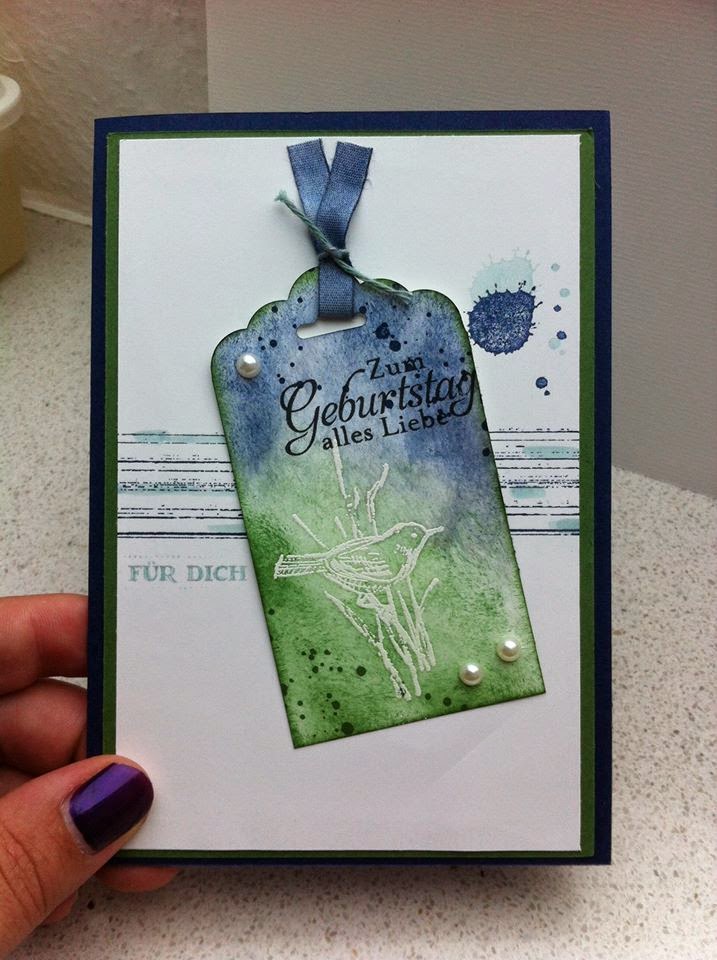 Zum
Geburtstag
alles Liebe
FÜR DICH